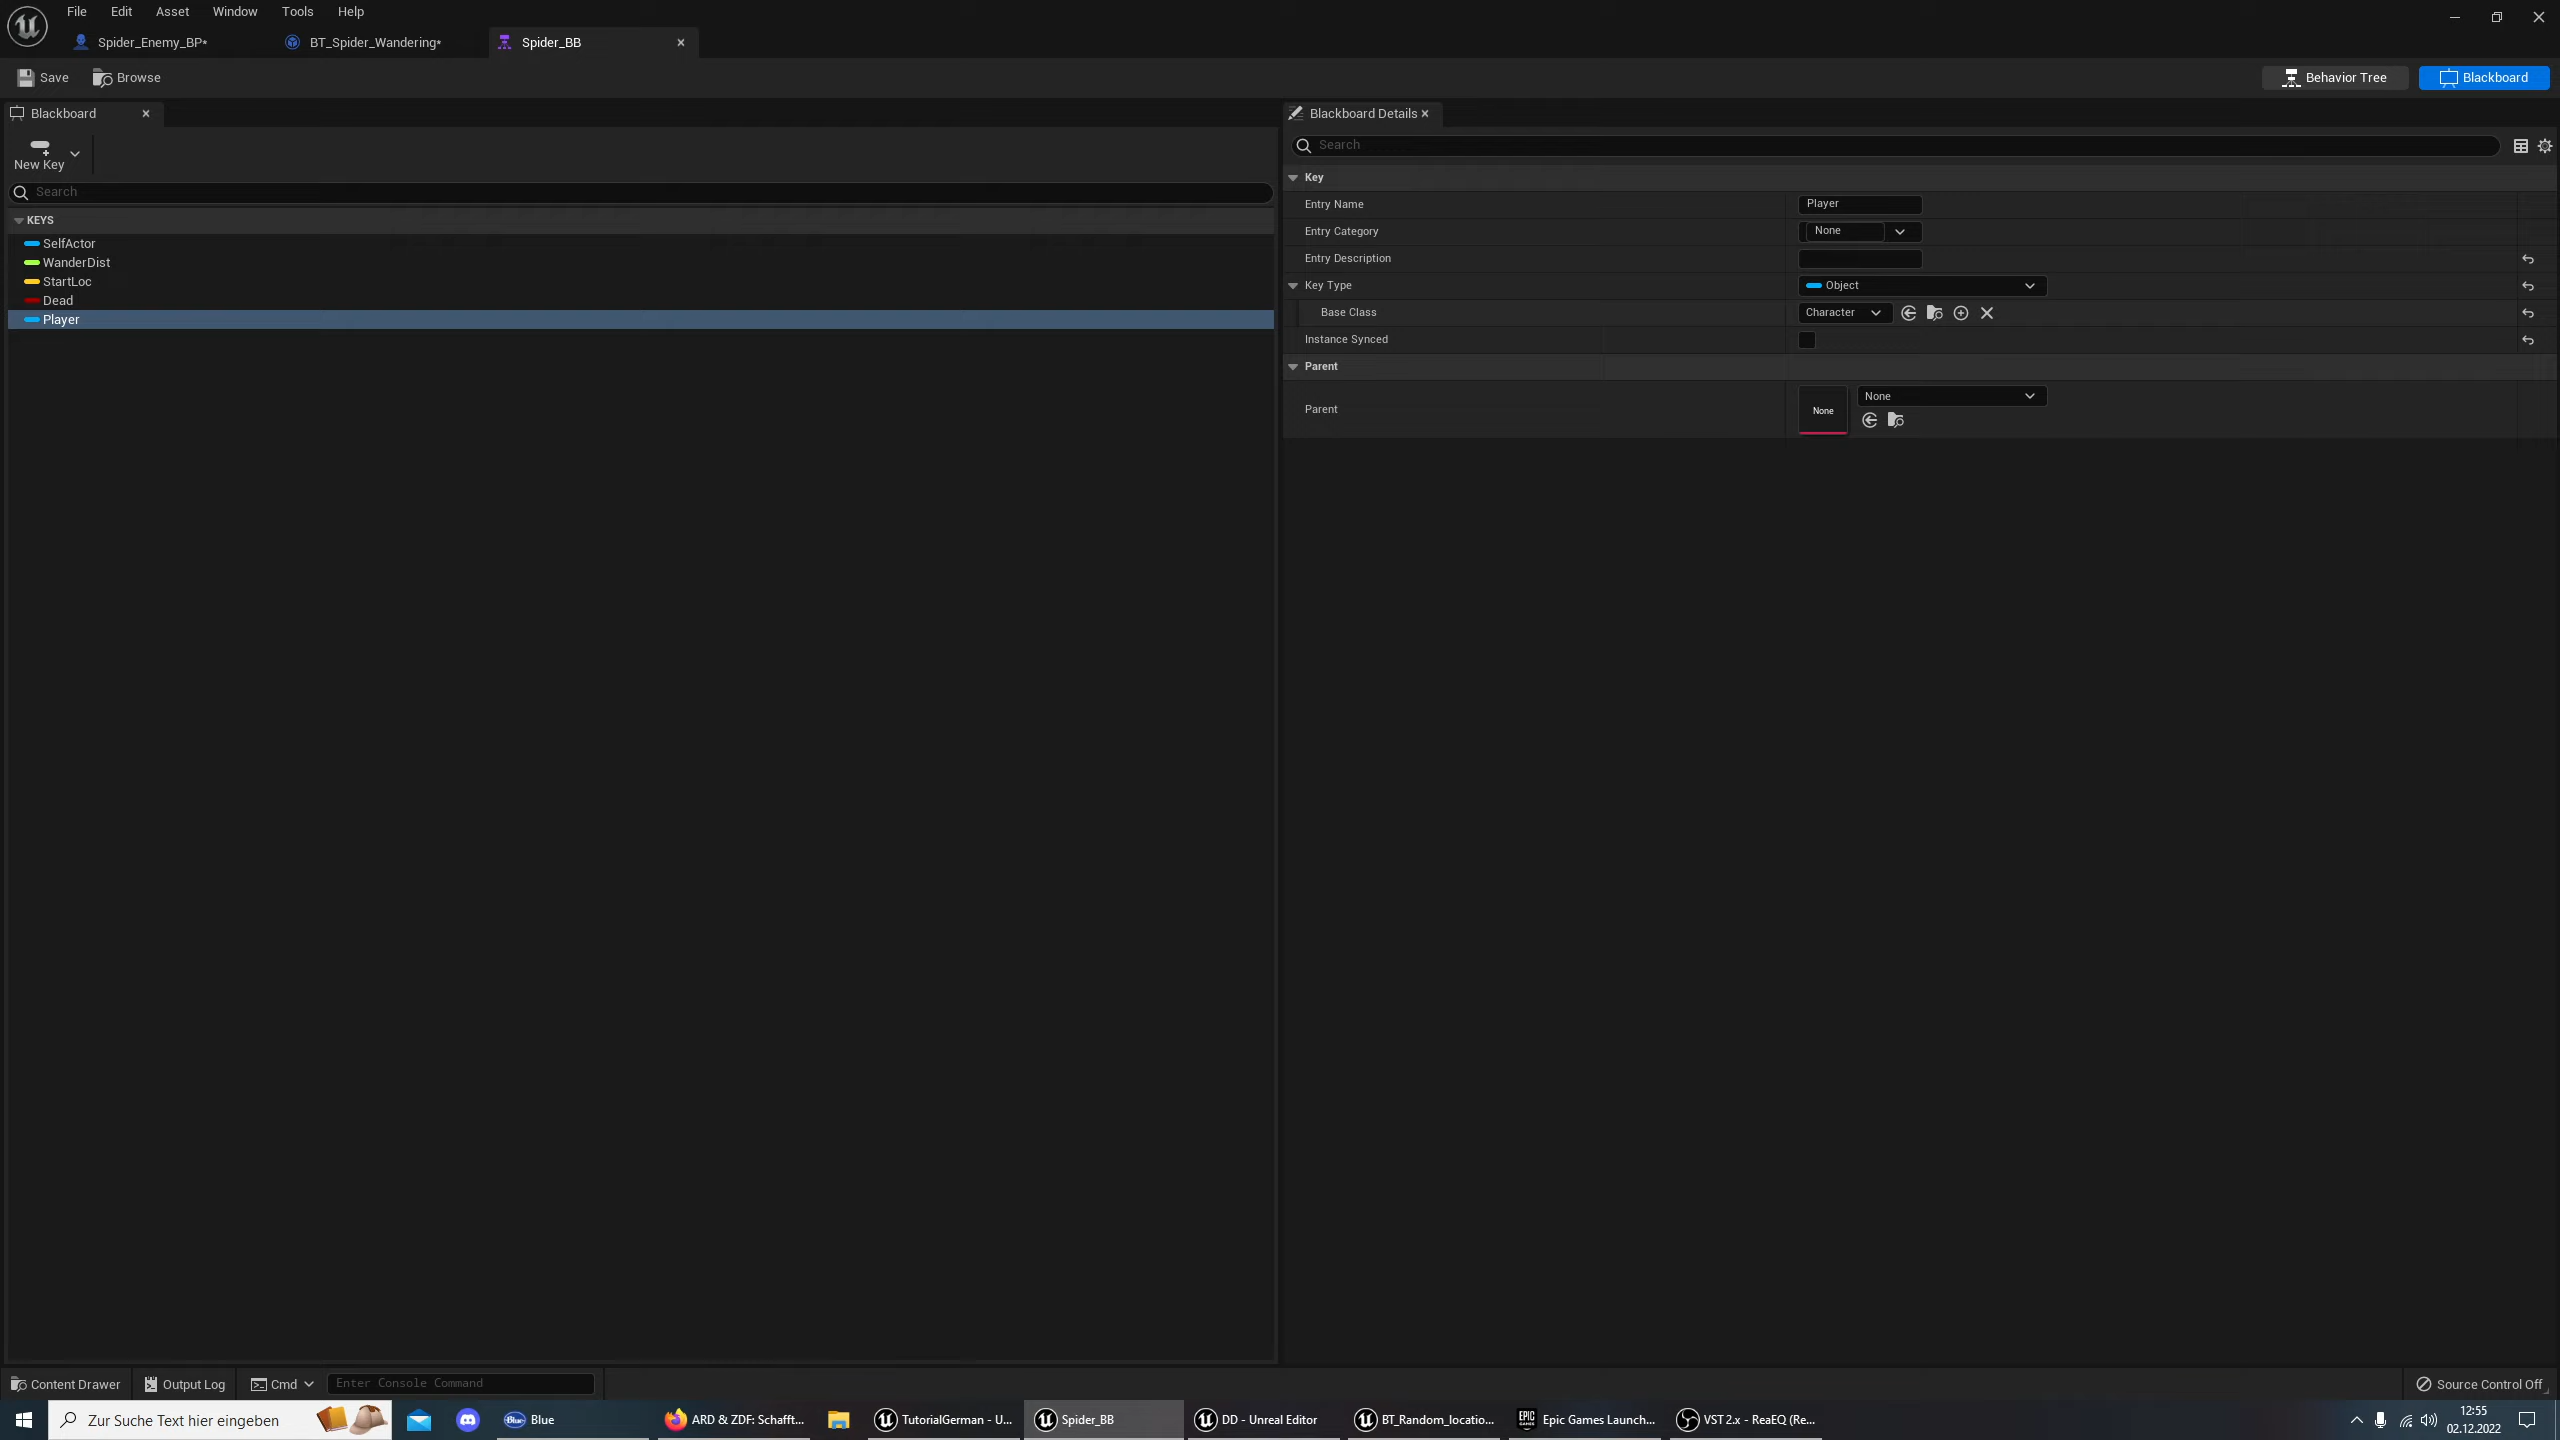 File Edit Asset Window Tools Help
Spider_Enemy_BP* BT_Spider_Wandering* Spider_BB
Save Browse Behavior Tree Blackboard
Blackboard Blackboard Details
New Key
Search
Search
KEYS
SelfActor
WanderDist
StartLoc
Dead
Player
Key
Entry Name Player
Entry Category None
Entry Description
Key Type Object
Base Class Character
Instance Synced
Parent
Parent None None
Content Drawer Output Log Cmd Enter Console Command Source Control Off
Zur Suche Text hier eingeben Blue ARD & ZDF: Schafft... TutorialGerman - U... Spider_BB DD - Unreal Editor BT_Random_locatio... EPIC GAMES Epic Games Launch... VST 2.x - ReaEQ (Re...
12:55
02.12.2022